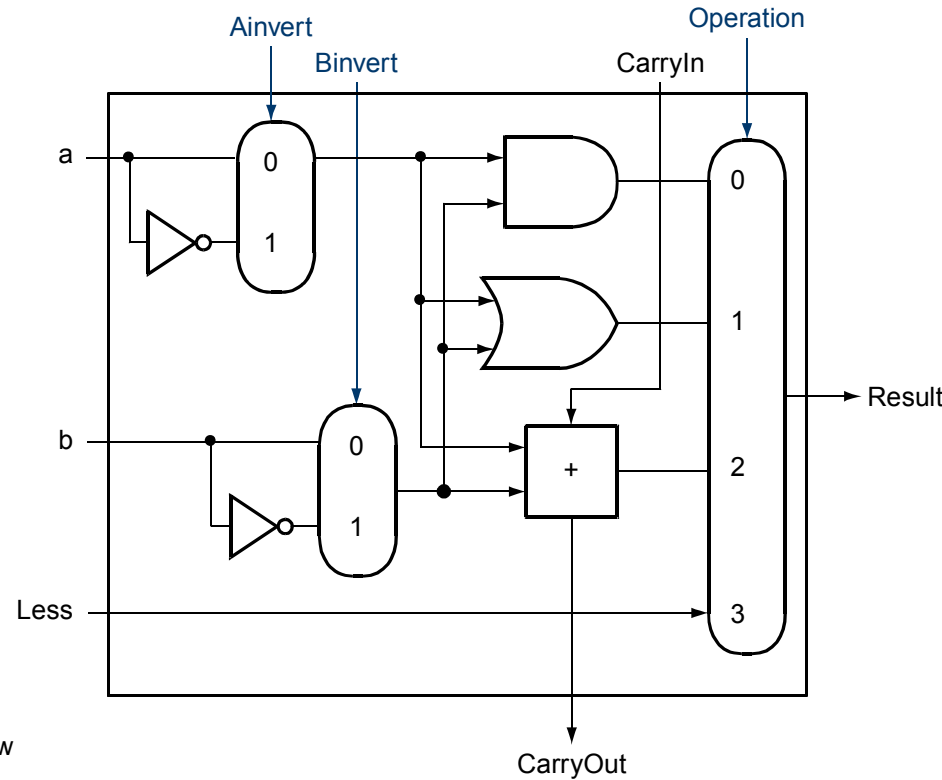 Operation
Ainvert
Binvert
CarryIn
a
0
1
0
1
b
0
1
+
2
Result
Less
3
w
CarryOut